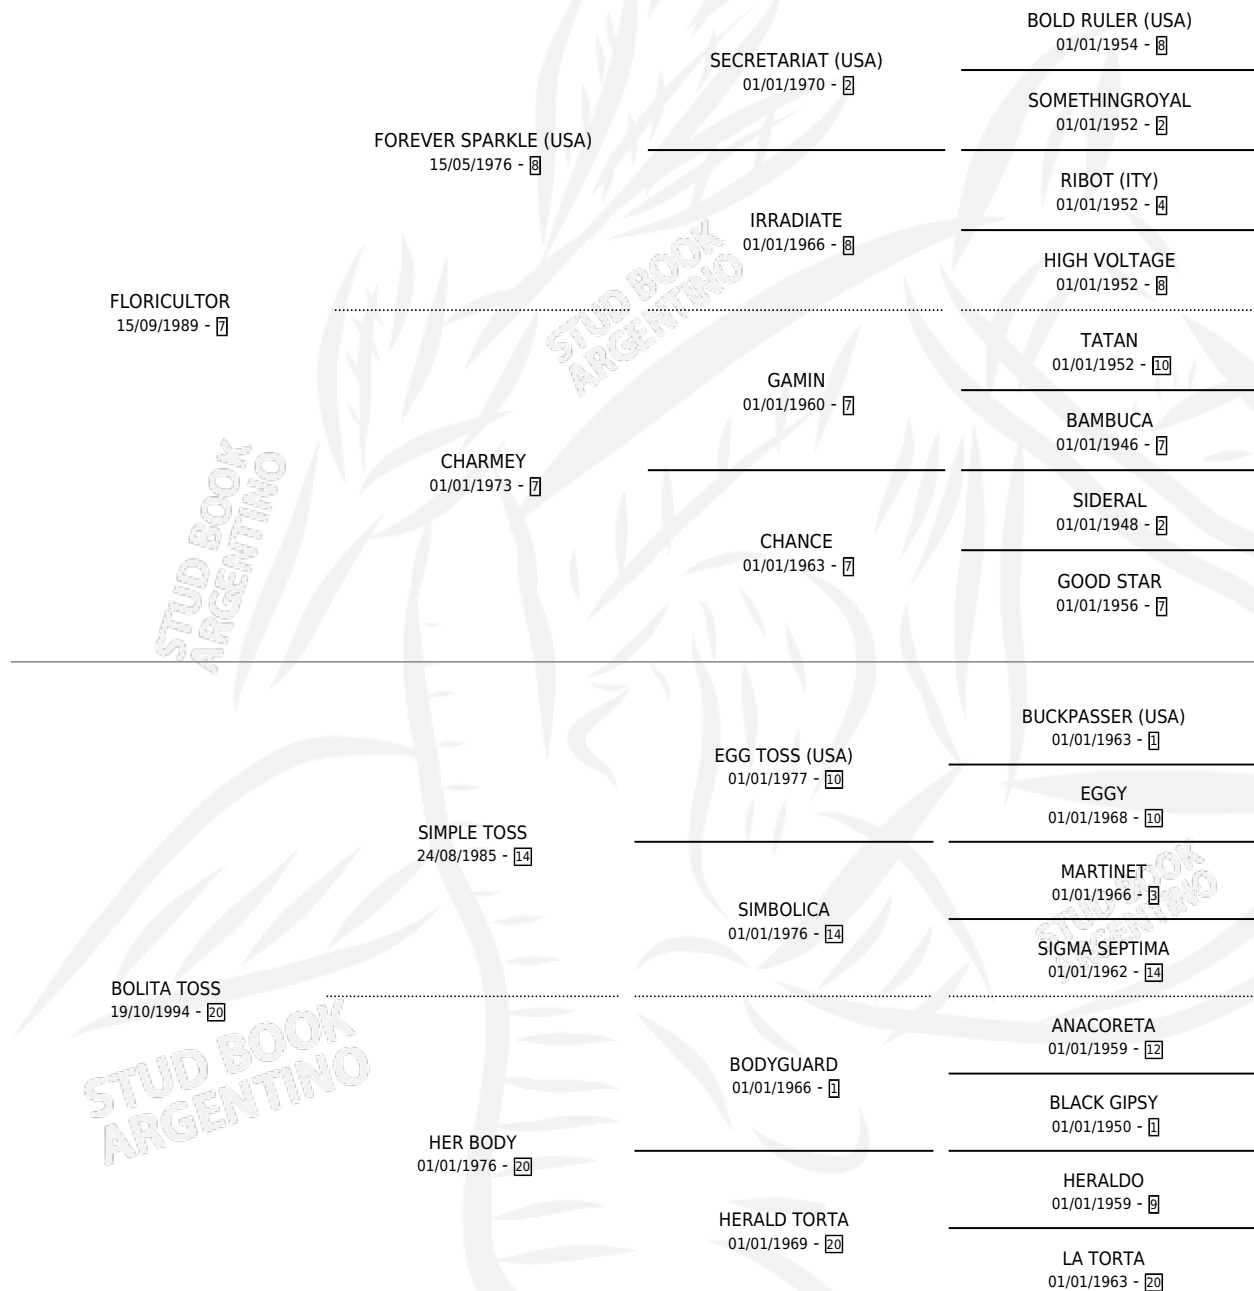 BOLD RULER (USA)
01/01/1954 - 8
SECRETARIAT (USA)
01/01/1970 - 2
SOMETHINGROYAL
01/01/1952 - 2
FOREVER SPARKLE (USA)
15/05/1976 - 8
RIBOT (ITY)
01/01/1952 - 4
IRRADIATE
01/01/1966 - 8
HIGH VOLTAGE
01/01/1952 - 8
FLORICULTOR
15/09/1989 - 7
STUD BOOK
ARGENTINO
TATAN
01/01/1952 - 10
GAMIN
01/01/1960 - 7
BAMBUCA
01/01/1946 - 7
CHARMEY
01/01/1973 - 7
SIDERAL
01/01/1948 - 2
CHANCE
01/01/1963 - 7
GOOD STAR
01/01/1956 - 7
STUD BOOK
ARGENTINO
BUCKPASSER (USA)
01/01/1963 - 1
EGG TOSS (USA)
01/01/1977 - 10
EGGY
01/01/1968 - 10
SIMPLE TOSS
24/08/1985 - 14
MARTINET
01/01/1966 - 3
SIMBOLICA
01/01/1976 - 14
SIGMA SEPTIMA
01/01/1962 - 14
STUD BOOK
ARGENTINO
BOLITA TOSS
19/10/1994 - 20
STUD BOOK
ARGENTINO
ANACORETA
01/01/1959 - 12
BODYGUARD
01/01/1966 - 1
BLACK GIPSY
01/01/1950 - 1
HER BODY
01/01/1976 - 20
HERALDO
01/01/1959 - 9
HERALD TORTA
01/01/1969 - 20
LA TORTA
01/01/1963 - 20